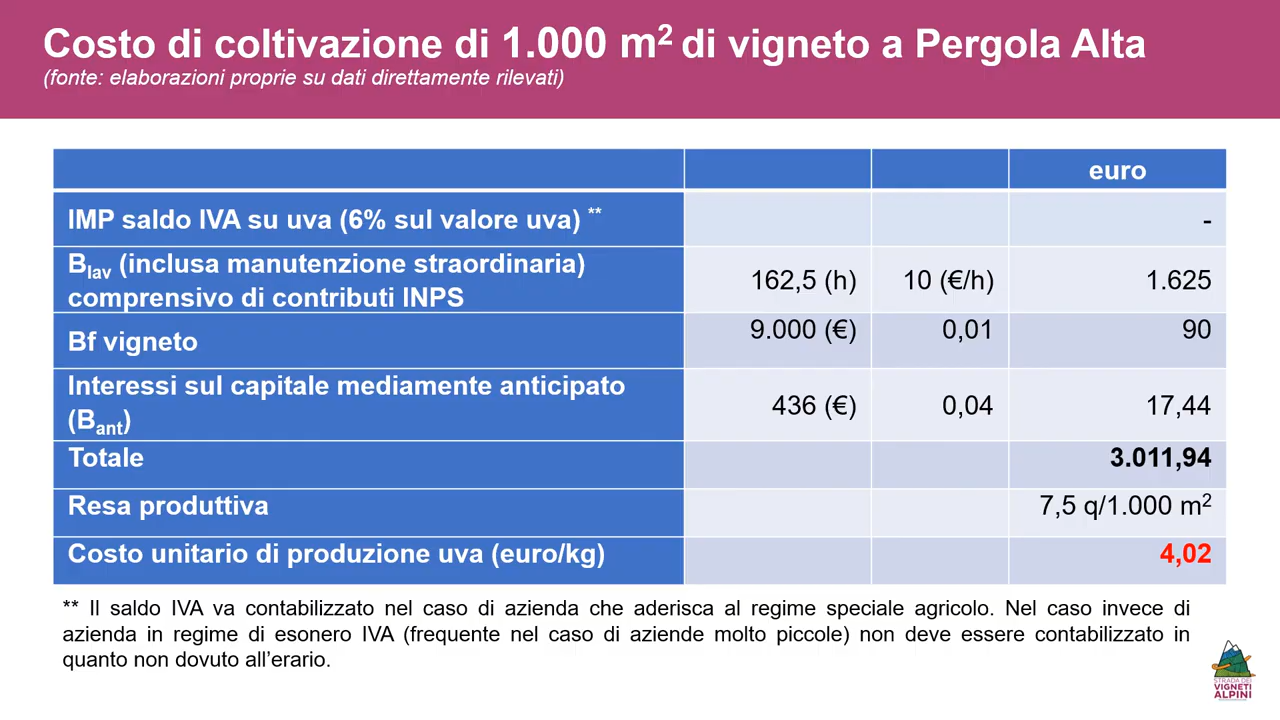 Costo di coltivazione di 1.000 m² di vigneto a Pergola Alta
(fonte: elaborazioni proprie su dati direttamente rilevati)
euro
IMP saldo IVA su uva (6% sul valore uva) ** -
Blav (inclusa manutenzione straordinaria)
comprensivo di contributi INPS 162,5 (h) 10 (€/h) 1.625
Bf vigneto 9.000 (€) 0,01 90
Interessi sul capitale mediamente anticipato
(Bant) 436 (€) 0,04 17,44
Totale 3.011,94
Resa produttiva 7,5 q/1.000 m²
Costo unitario di produzione uva (euro/kg) 4,02
** Il saldo IVA va contabilizzato nel caso di azienda che aderisca al regime speciale agricolo. Nel caso invece di
azienda in regime di esonero IVA (frequente nel caso di aziende molto piccole) non deve essere contabilizzato in
quanto non dovuto all’erario.
STRADA DEI
VIGNETI
ALPINI